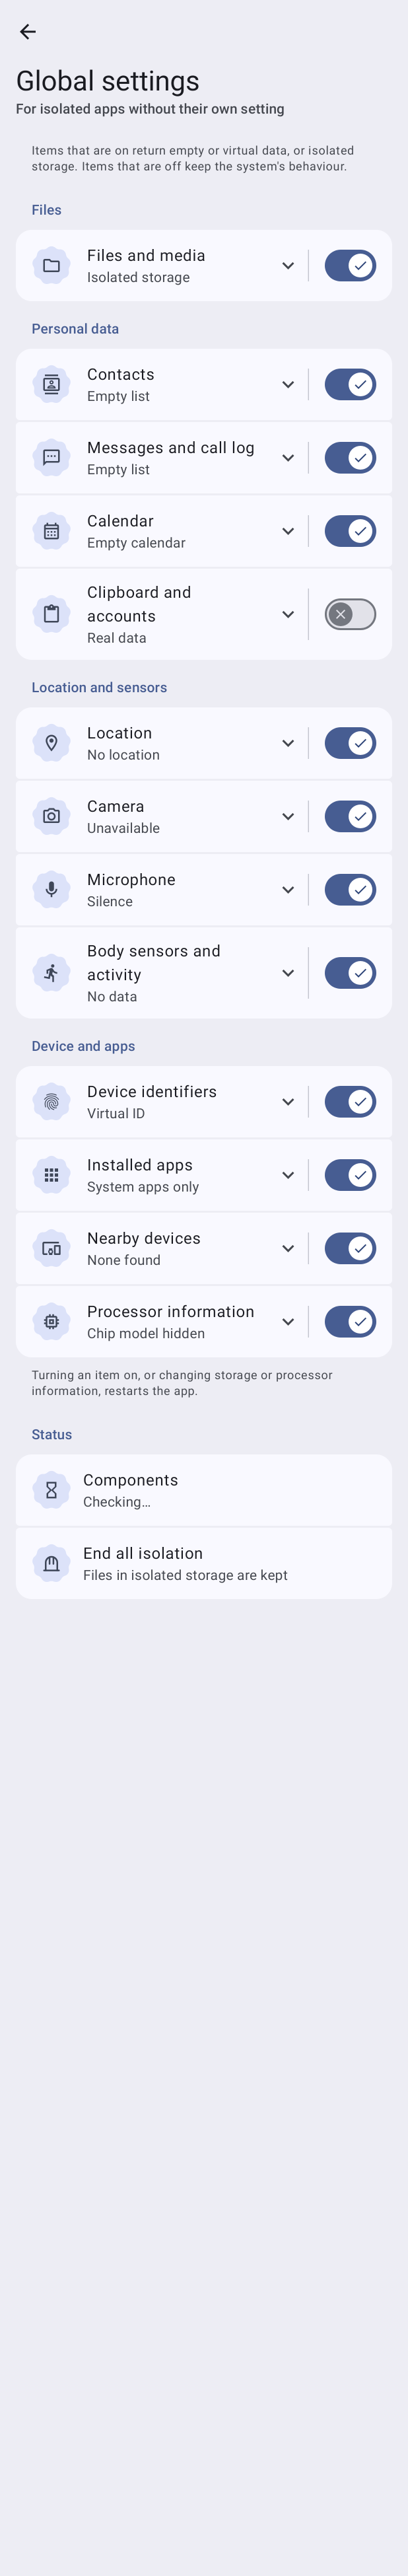 Global settings
For isolated apps without their own setting
Items that are on return empty or virtual data, or isolated
storage. Items that are off keep the system's behaviour.
Files
Files and media
Isolated storage
Personal data
Contacts
Empty list
Messages and call log
Empty list
Calendar
Empty calendar
Clipboard and
accounts
Real data
Location and sensors
Location
No location
Camera
Unavailable
Microphone
Silence
Body sensors and
activity
No data
Device and apps
Device identifiers
Virtual ID
Installed apps
System apps only
Nearby devices
None found
Processor information
Chip model hidden
Turning an item on, or changing storage or processor
information, restarts the app.
Status
Components
Checking…
End all isolation
Files in isolated storage are kept